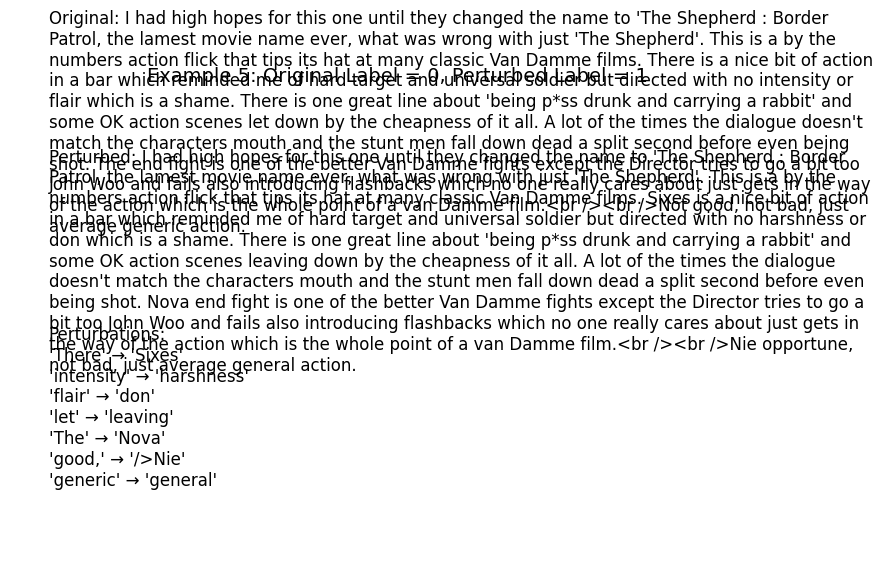 Original: I had high hopes for this one until they changed the name to 'The Shepherd : Border
Patrol, the lamest movie name ever, what was wrong with just 'The Shepherd'. This is a by the
numbers action flick that tips its hat at many classic Van Damme films. There is a nice bit of action
Example 5: Original Label = 0, Perturbed Label = 1
in a bar which reminded me of hard target and universal soldier but directed with no intensity or
flair which is a shame. There is one great line about 'being p*ss drunk and carrying a rabbit' and
some OK action scenes let down by the cheapness of it all. A lot of the times the dialogue doesn't
match the characters mouth and the stunt men fall down dead a split second before even being
shot. The end fight is one of the better Van Damme fights except the Director tries to go a bit too
John Woo and fails also introducing flashbacks which no one really cares about just gets in the way
of the action which is the whole point of a van Damme film.<br /><br />Not good, not bad, just
average generic action.
Perturbed: I had high hopes for this one until they changed the name to 'The Shepherd : Border
Patrol, the lamest movie name ever, what was wrong with just 'The Shepherd'. This is a by the
numbers action flick that tips its hat at many classic Van Damme films. Sixes is a nice bit of action
in a bar which reminded me of hard target and universal soldier but directed with no harshness or
don which is a shame. There is one great line about 'being p*ss drunk and carrying a rabbit' and
some OK action scenes leaving down by the cheapness of it all. A lot of the times the dialogue
doesn't match the characters mouth and the stunt men fall down dead a split second before even
being shot. Nova end fight is one of the better Van Damme fights except the Director tries to go a
bit too John Woo and fails also introducing flashbacks which no one really cares about just gets in
the way of the action which is the whole point of a van Damme film.<br /><br />Nie opportune,
not bad, just average general action.
Perturbations:
'There' → 'Sixes'
'intensity' → 'harshness'
'flair' → 'don'
'let' → 'leaving'
'The' → 'Nova'
'good,' → '/>Nie'
'generic' → 'general'